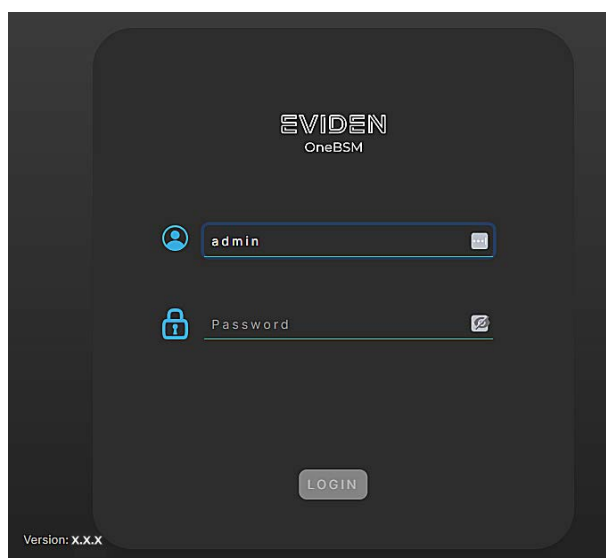 EVIDEN
OneBSM
admin
Password
LOGIN
Version: X.X.X